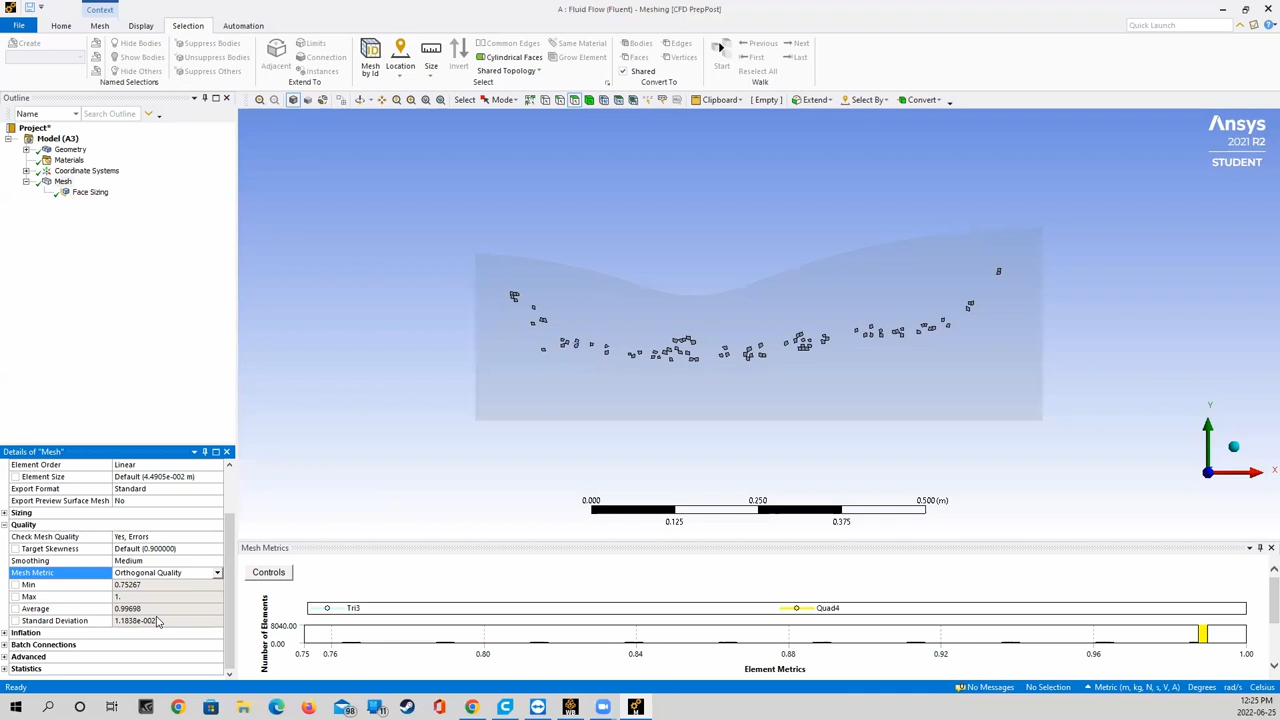 Context
A : Fluid Flow (Fluent) - Meshing [CFD PrepPost]
File Home Mesh Display Selection Automation
Quick Launch
Create
Hide Bodies Suppress Bodies
Show Bodies Unsuppress Bodies
Hide Others Suppress Others
Named Selections
Adjacent
Limits
Connection
Instances
Extend To
Mesh by Id
Location
Size
Invert
Common Edges Same Material
Cylindrical Faces Grow Element
Shared Topology
Select
Bodies Edges
Faces Vertices
Shared
Convert To
Start
Previous Next
First Last
Reselect All
Walk
Outline
Select Mode Clipboard [ Empty ] Extend Select By Convert
Name Search Outline
Project*
Model (A3)
Geometry
Materials
Coordinate Systems
Mesh
Face Sizing
Ansys
2021 R2
STUDENT
Y
X
0.000 0.250 0.500 (m)
0.125 0.375
Details of "Mesh"
Element Order Linear
Element Size Default (4.4905e-002 m)
Export Format Standard
Export Preview Surface Mesh No
Sizing
Quality
Check Mesh Quality Yes, Errors
Target Skewness Default (0.900000)
Smoothing Medium
Mesh Metric Orthogonal Quality
Min 0.75267
Max 1.
Average 0.99698
Standard Deviation 1.1838e-002
Inflation
Batch Connections
Advanced
Statistics
Mesh Metrics
Controls
Tri3 Quad4
Number of Elements
8040.00
0.00
0.75 0.76 0.80 0.84 0.88 0.92 0.96 1.00
Element Metrics
Ready
No Messages No Selection Metric (m, kg, N, s, V, A) Degrees rad/s Celsius
98
11
12:25 PM
2022-06-25